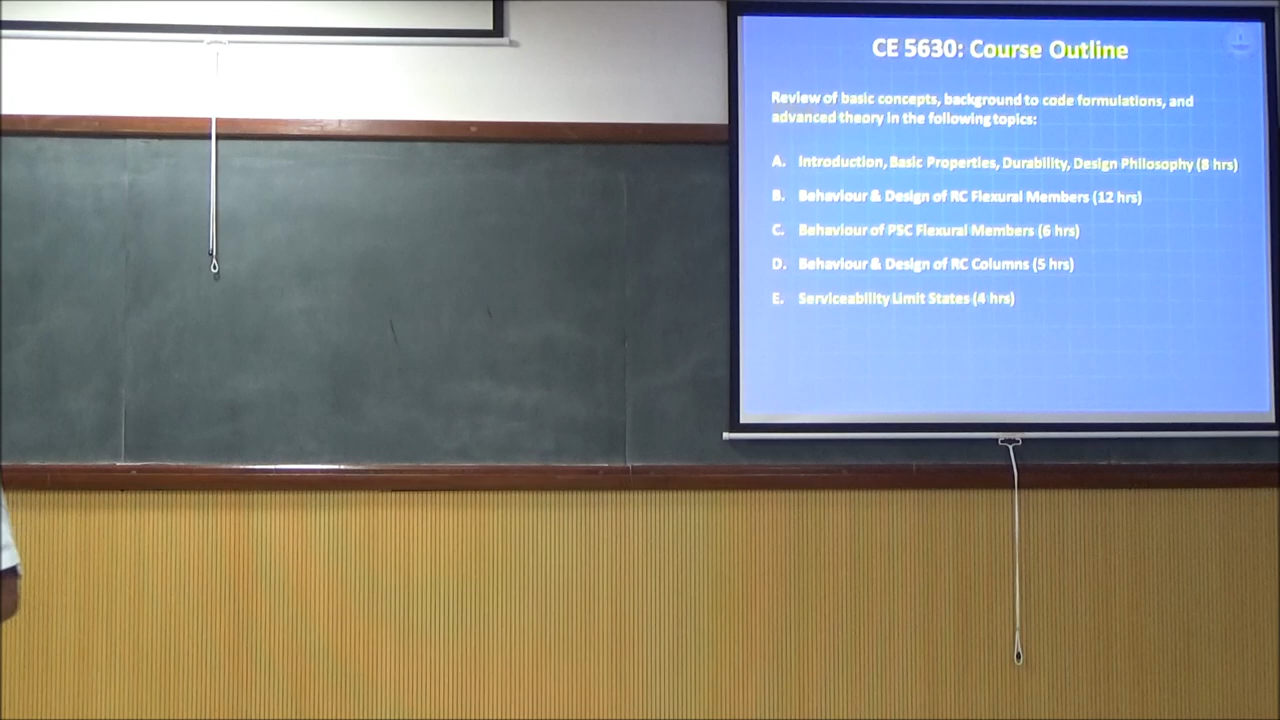 CE 5630: Course Outline
Review of basic concepts, background to code formulations, and
advanced theory in the following topics:
A. Introduction, Basic Properties, Durability, Design Philosophy (8 hrs)
B. Behaviour & Design of RC Flexural Members (12 hrs)
C. Behaviour of PSC Flexural Members (6 hrs)
D. Behaviour & Design of RC Columns (5 hrs)
E. Serviceability Limit States (4 hrs)